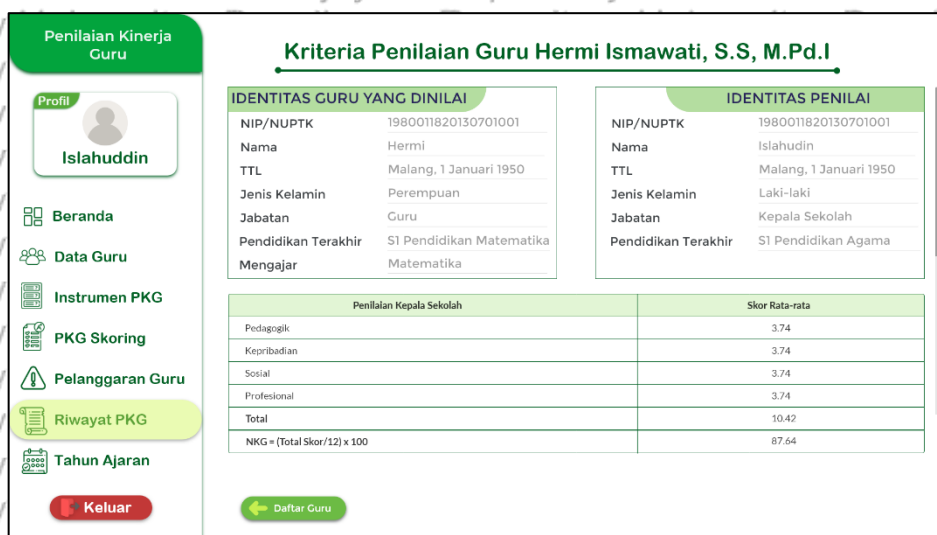 Penilaian Kinerja
Guru
Profil
Islahuddin
Beranda
Data Guru
Instrumen PKG
PKG Skoring
Pelanggaran Guru
Riwayat PKG
Tahun Ajaran
Keluar
Kriteria Penilaian Guru Hermi Ismawati, S.S, M.Pd.I
IDENTITAS GURU YANG DINILAI
NIP/NUPTK 1980011820130701001
Nama Hermi
TTL Malang, 1 Januari 1950
Jenis Kelamin Perempuan
Jabatan Guru
Pendidikan Terakhir S1 Pendidikan Matematika
Mengajar Matematika
IDENTITAS PENILAI
NIP/NUPTK 1980011820130701001
Nama Islahudin
TTL Malang, 1 Januari 1950
Jenis Kelamin Laki-laki
Jabatan Kepala Sekolah
Pendidikan Terakhir S1 Pendidikan Agama
Penilaian Kepala Sekolah Skor Rata-rata
Pedagogik 3.74
Kepribadian 3.74
Sosial 3.74
Profesional 3.74
Total 10.42
NKG = (Total Skor/12) x 100 87.64
Daftar Guru